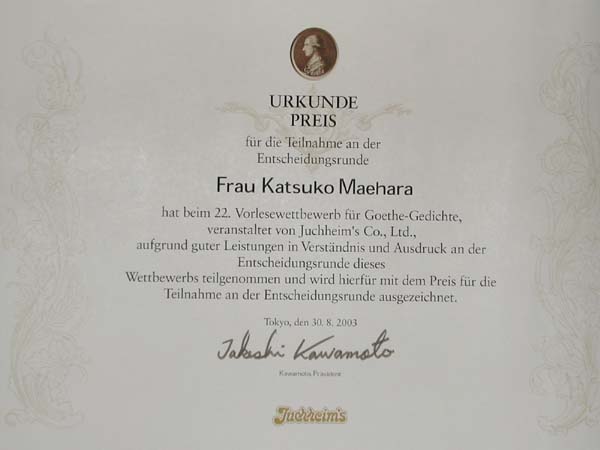 URKUNDE
PREIS
für die Teilnahme an der
Entscheidungsrunde
Frau Katsuko Maehara
hat beim 22. Vorlesewettbewerb für Goethe-Gedichte,
veranstaltet von Juchheim's Co., Ltd.,
aufgrund guter Leistungen in Verständnis und Ausdruck an der
Entscheidungsrunde dieses
Wettbewerbs teilgenommen und wird hierfür mit dem Preis für die
Teilnahme an der Entscheidungsrunde ausgezeichnet.
Tokyo, den 30. 8. 2003
Takeshi Kawamoto
Kawamoto, Präsident
Juchheim's